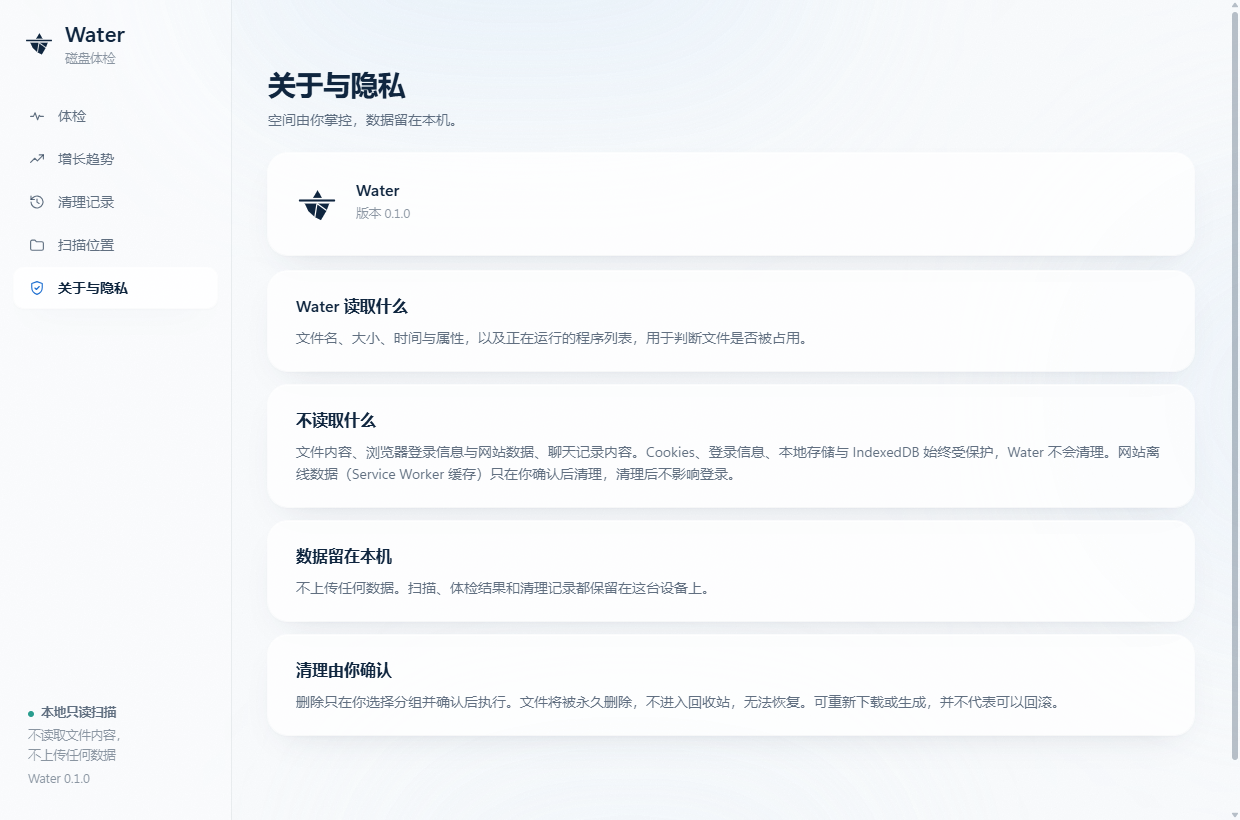 Water
磁盘体检
体检
增长趋势
清理记录
扫描位置
关于与隐私
本地只读扫描
不读取文件内容，
不上传任何数据
Water 0.1.0
关于与隐私
空间由你掌控，数据留在本机。
Water
版本 0.1.0
Water 读取什么
文件名、大小、时间与属性，以及正在运行的程序列表，用于判断文件是否被占用。
不读取什么
文件内容、浏览器登录信息与网站数据、聊天记录内容。Cookies、登录信息、本地存储与 IndexedDB 始终受保护，Water 不会清理。网站离
线数据（Service Worker 缓存）只在你确认后清理，清理后不影响登录。
数据留在本机
不上传任何数据。扫描、体检结果和清理记录都保留在这台设备上。
清理由你确认
删除只在你选择分组并确认后执行。文件将被永久删除，不进入回收站，无法恢复。可重新下载或生成，并不代表可以回滚。